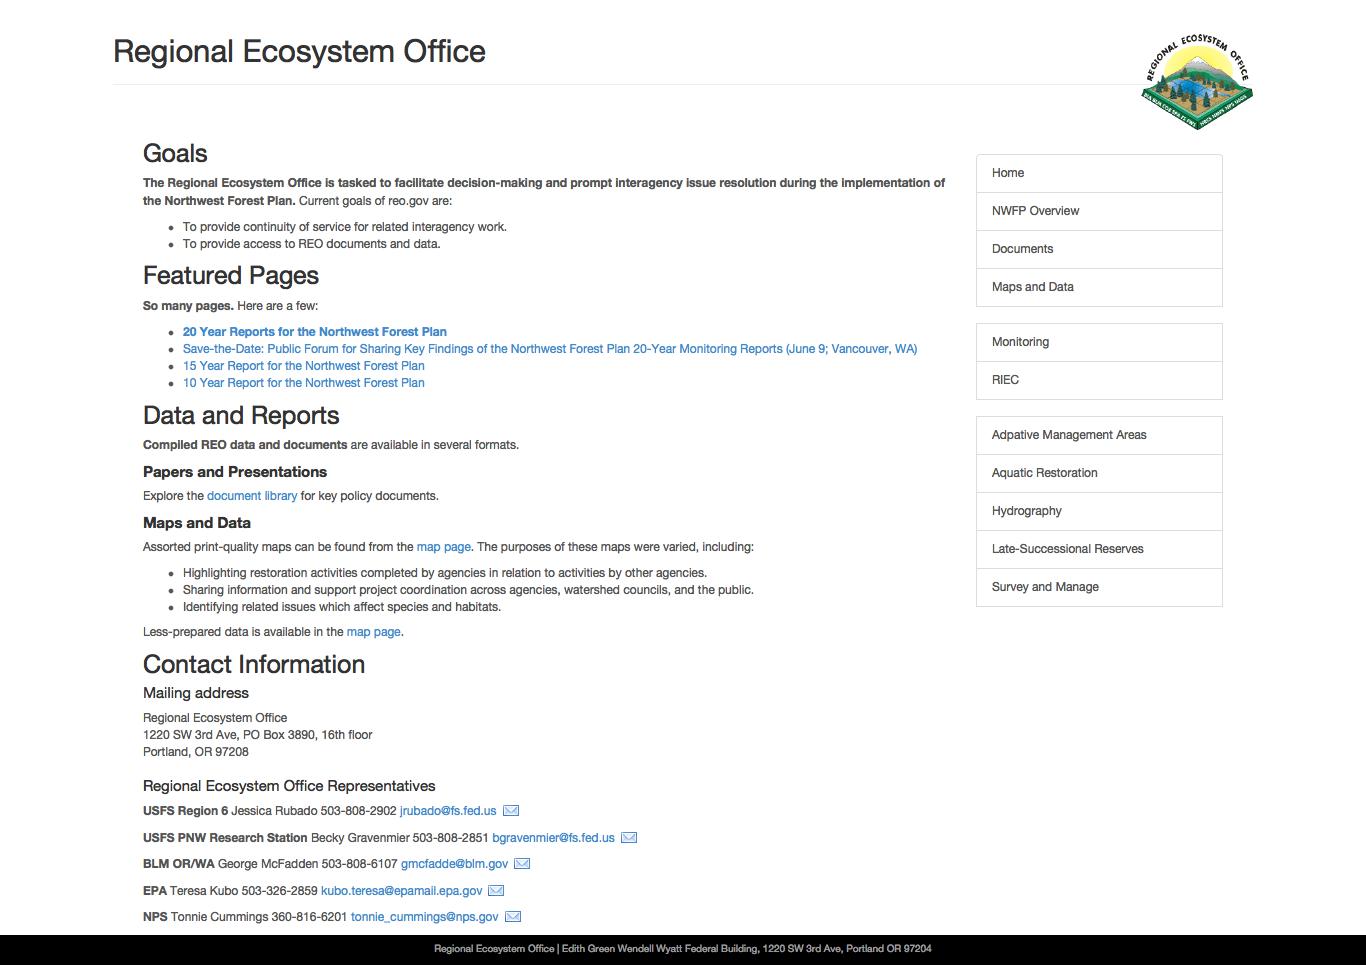 Regional Ecosystem Office
REGIONAL ECOSYSTEM OFFICE
Goals
The Regional Ecosystem Office is tasked to facilitate decision-making and prompt interagency issue resolution during the implementation of
the Northwest Forest Plan. Current goals of reo.gov are:
• To provide continuity of service for related interagency work.
• To provide access to REO documents and data.
Featured Pages
So many pages. Here are a few:
• 20 Year Reports for the Northwest Forest Plan
• Save-the-Date: Public Forum for Sharing Key Findings of the Northwest Forest Plan 20-Year Monitoring Reports (June 9; Vancouver, WA)
• 15 Year Report for the Northwest Forest Plan
• 10 Year Report for the Northwest Forest Plan
Data and Reports
Compiled REO data and documents are available in several formats.
Papers and Presentations
Explore the document library for key policy documents.
Maps and Data
Assorted print-quality maps can be found from the map page. The purposes of these maps were varied, including:
• Highlighting restoration activities completed by agencies in relation to activities by other agencies.
• Sharing information and support project coordination across agencies, watershed councils, and the public.
• Identifying related issues which affect species and habitats.
Less-prepared data is available in the map page.
Contact Information
Mailing address
Regional Ecosystem Office
1220 SW 3rd Ave, PO Box 3890, 16th floor
Portland, OR 97208
Regional Ecosystem Office Representatives
USFS Region 6 Jessica Rubado 503-808-2902 jrubado@fs.fed.us
USFS PNW Research Station Becky Gravenmier 503-808-2851 bgravenmier@fs.fed.us
BLM OR/WA George McFadden 503-808-6107 gmcfadde@blm.gov
EPA Teresa Kubo 503-326-2859 kubo.teresa@epamail.epa.gov
NPS Tonnie Cummings 360-816-6201 tonnie_cummings@nps.gov
Home
NWFP Overview
Documents
Maps and Data
Monitoring
RIEC
Adpative Management Areas
Aquatic Restoration
Hydrography
Late-Successional Reserves
Survey and Manage
Regional Ecosystem Office | Edith Green Wendell Wyatt Federal Building, 1220 SW 3rd Ave, Portland OR 97204